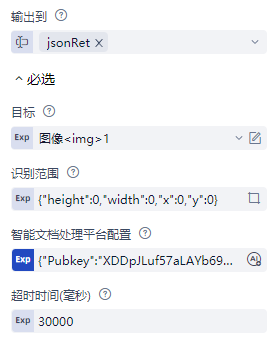 输出到
jsonRet
必选
目标
Exp 图像<img>1
识别范围
Exp {"height":0,"width":0,"x":0,"y":0}
智能文档处理平台配置
Exp {"Pubkey":"XDDpJLuf57aLAYb69...
超时时间(毫秒)
Exp 30000